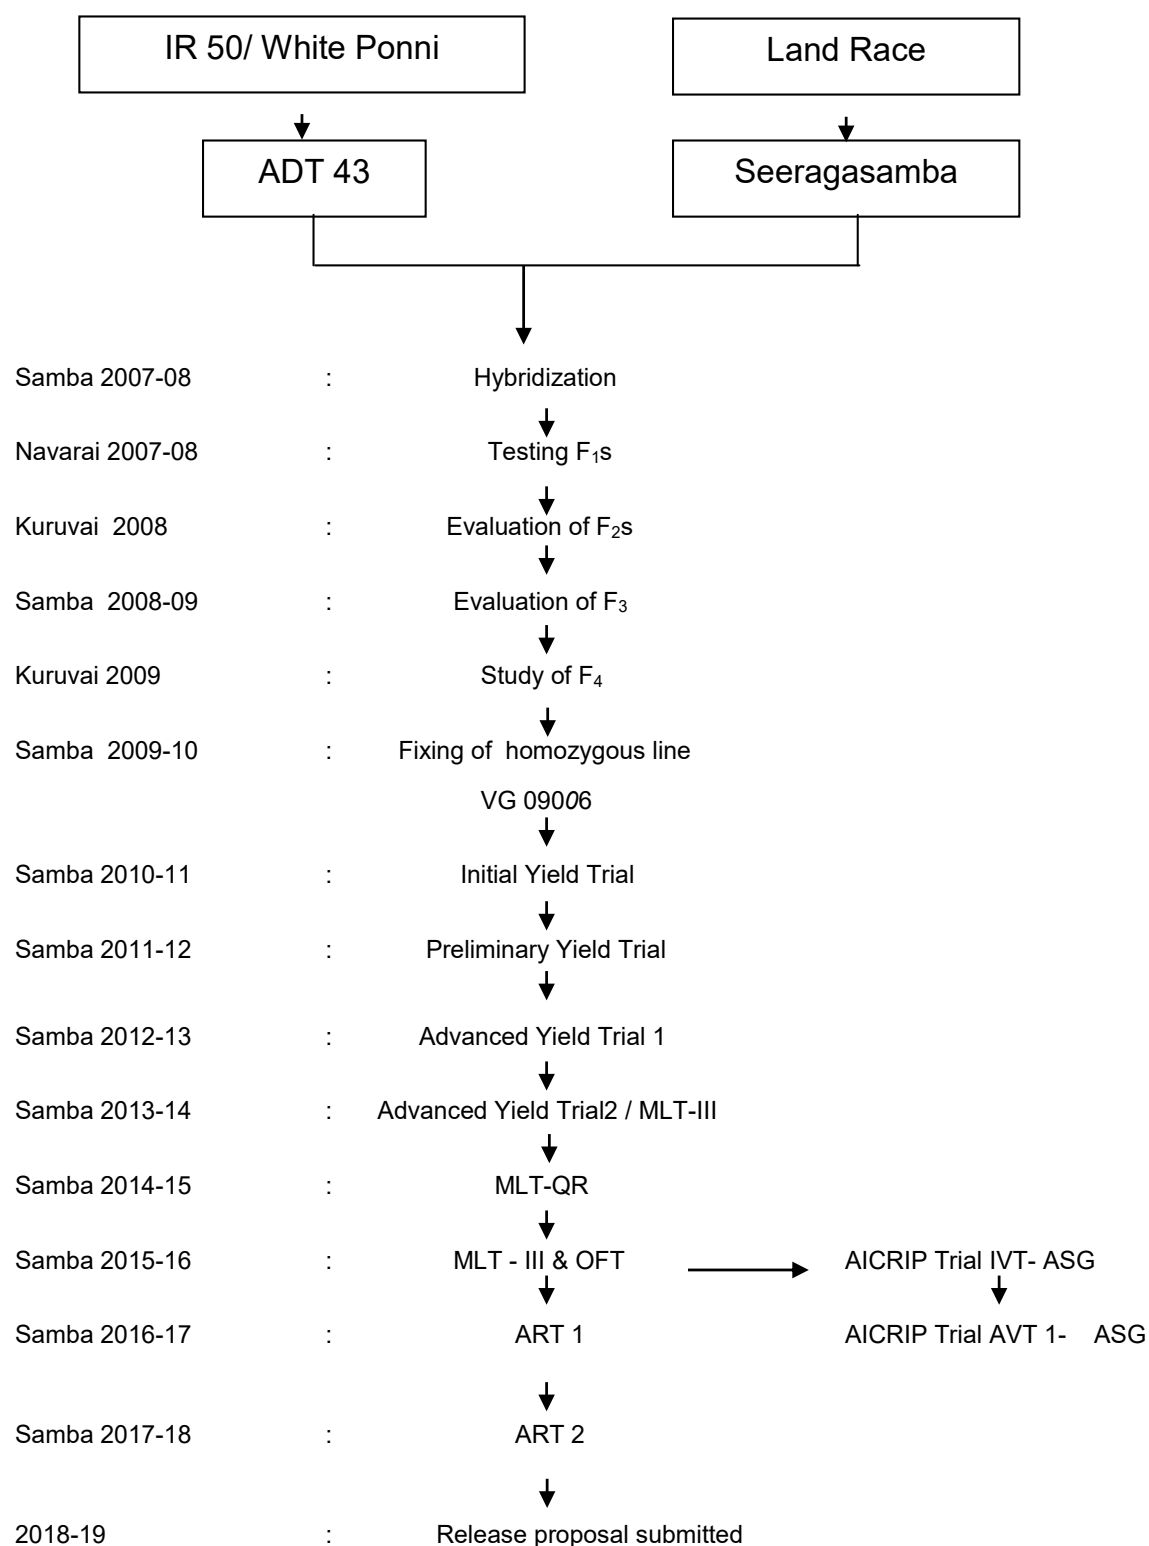 IR 50/ White Ponni
Land Race
ADT 43
Seeragasamba
Samba 2007-08 : Hybridization
Navarai 2007-08 : Testing F₁s
Kuruvai 2008 : Evaluation of F₂s
Samba 2008-09 : Evaluation of F₃
Kuruvai 2009 : Study of F₄
Samba 2009-10 : Fixing of homozygous line
VG 09006
Samba 2010-11 : Initial Yield Trial
Samba 2011-12 : Preliminary Yield Trial
Samba 2012-13 : Advanced Yield Trial 1
Samba 2013-14 : Advanced Yield Trial2 / MLT-III
Samba 2014-15 : MLT-QR
Samba 2015-16 : MLT - III & OFT AICRIP Trial IVT- ASG
Samba 2016-17 : ART 1 AICRIP Trial AVT 1- ASG
Samba 2017-18 : ART 2
2018-19 : Release proposal submitted